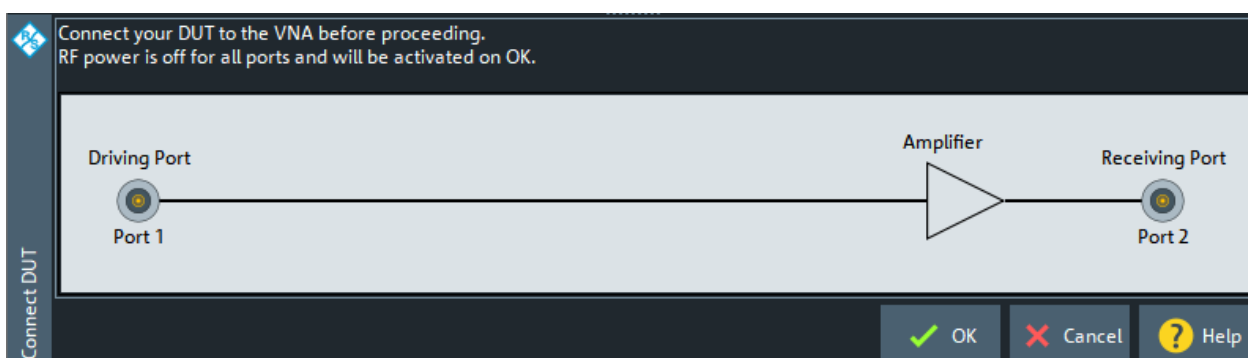 Connect your DUT to the VNA before proceeding.
RF power is off for all ports and will be activated on OK.
Driving Port
Port 1
Amplifier
Receiving Port
Port 2
Connect DUT
OK
Cancel
? Help
R&S